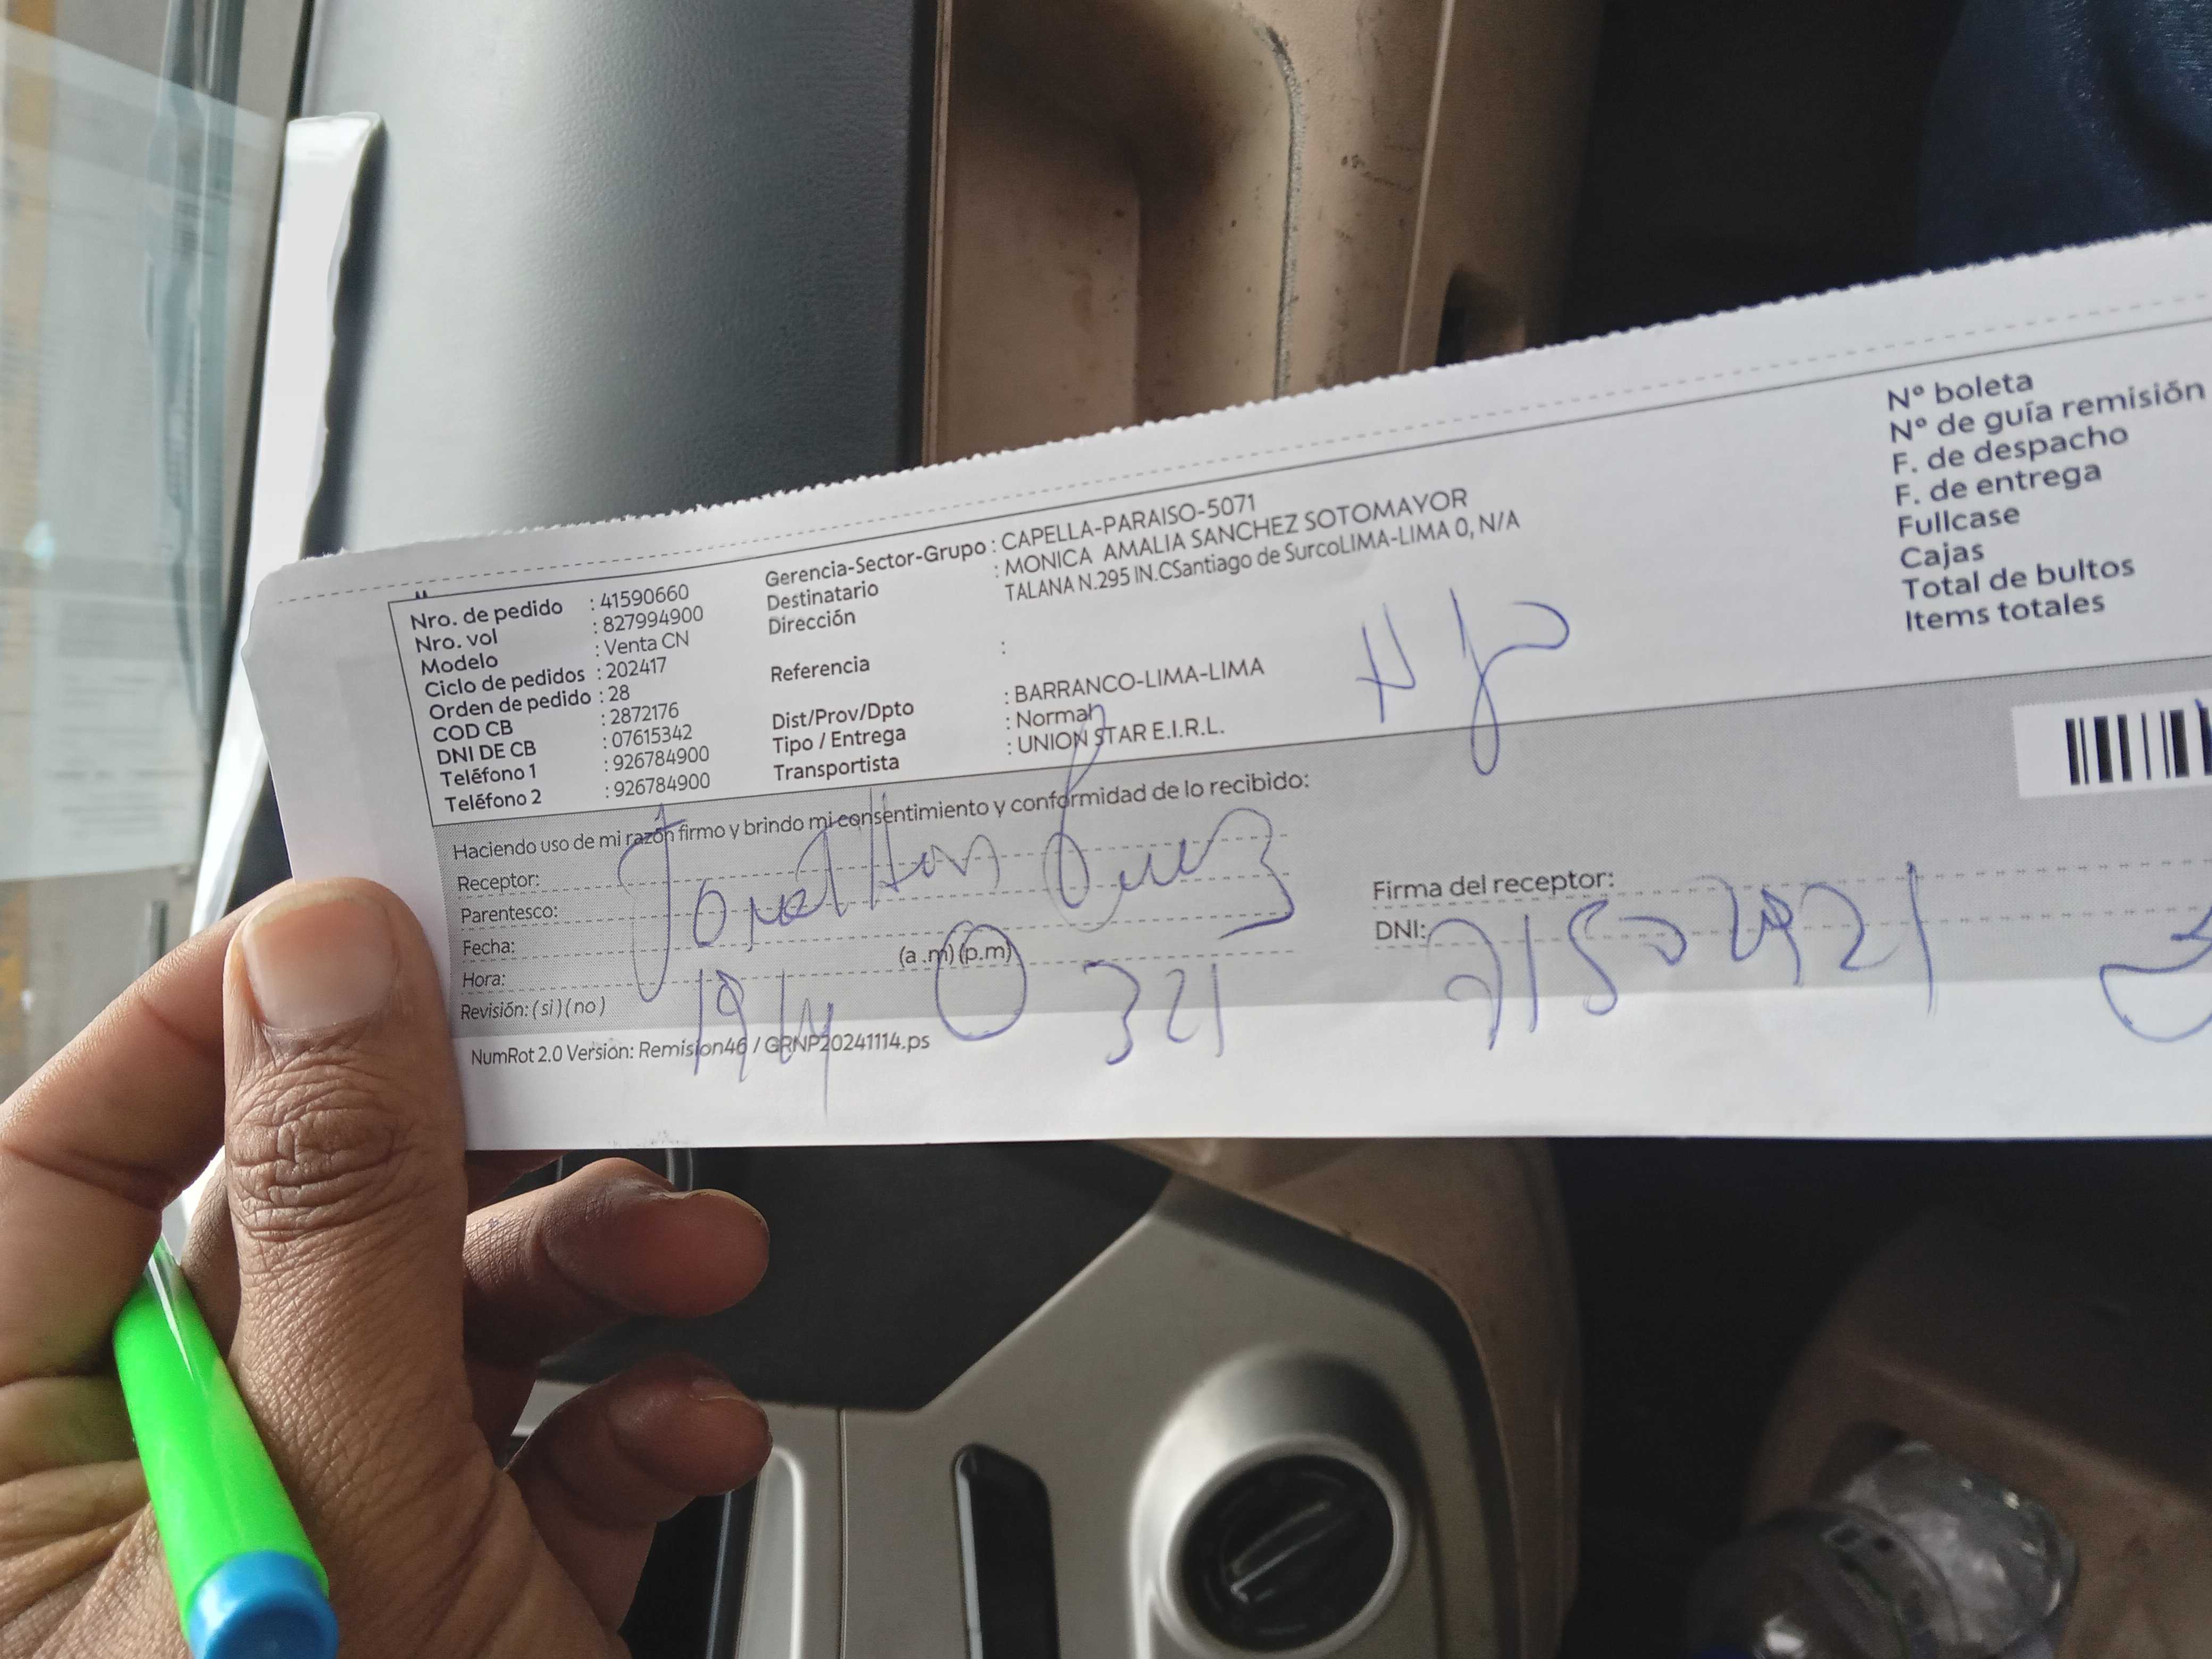 Nro. de pedido : 41590660
Nro. vol : 827994900
Modelo : Venta CN
Ciclo de pedidos : 202417
Orden de pedido : 28
COD CB : 2872176
DNI DE CB : 07615342
Teléfono 1 : 926784900
Teléfono 2 : 926784900
Gerencia-Sector-Grupo : CAPELLA-PARAISO-5071
Destinatario : MONICA AMALIA SANCHEZ SOTOMAYOR
Dirección TALANA N.295 IN.CSantiago de SurcoLIMA-LIMA 0, N/A
Referencia :
Dist/Prov/Dpto : BARRANCO-LIMA-LIMA
Tipo / Entrega : Normal
Transportista : UNION STAR E.I.R.L.
Nº boleta
Nº de guía remisión
F. de despacho
F. de entrega
Fullcase
Cajas
Total de bultos
Items totales
Haciendo uso de mi razón firmo y brindo mi consentimiento y conformidad de lo recibido:
Receptor:
Parentesco:
Fecha:
Hora: (a .m) (p.m)
Revisión: ( si ) ( no )
19 14 321
Firma del receptor:
DNI:
NumRot 2.0 Version: Remision46 / GRNP20241114.ps